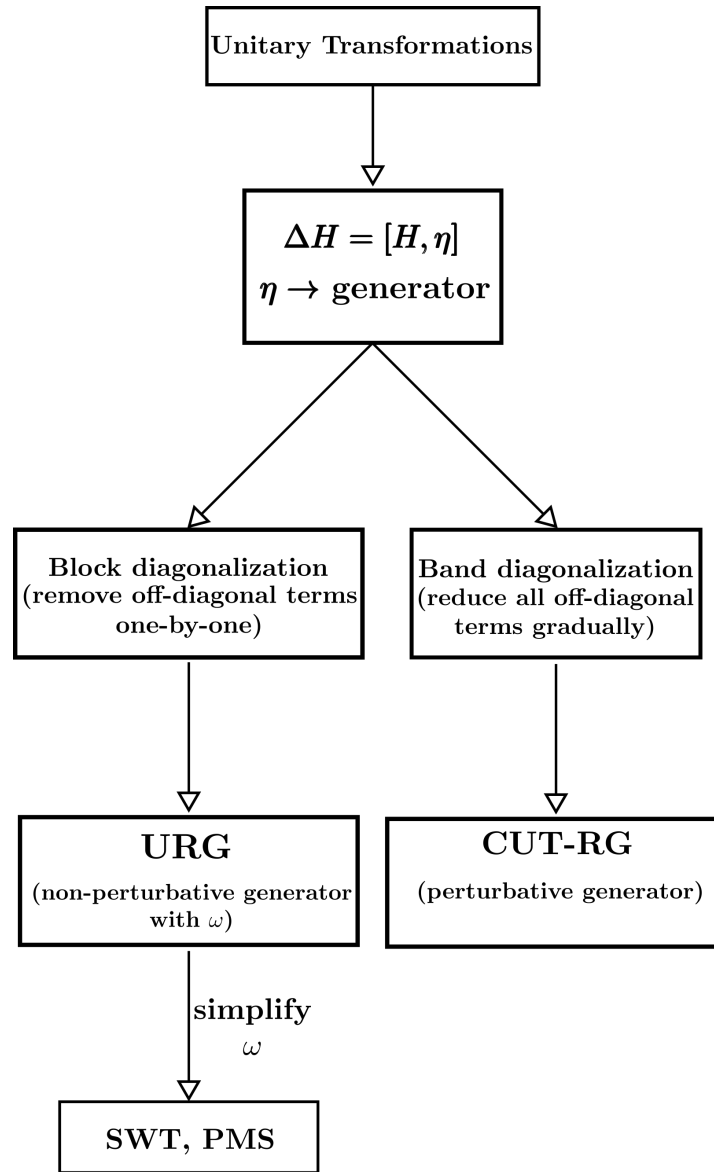 Unitary Transformations
ΔH = [H, η]
η → generator
Block diagonalization
(remove off-diagonal terms
one-by-one)
Band diagonalization
(reduce all off-diagonal
terms gradually)
URG
(non-perturbative generator
with ω)
CUT-RG
(perturbative generator)
simplify
ω
SWT, PMS